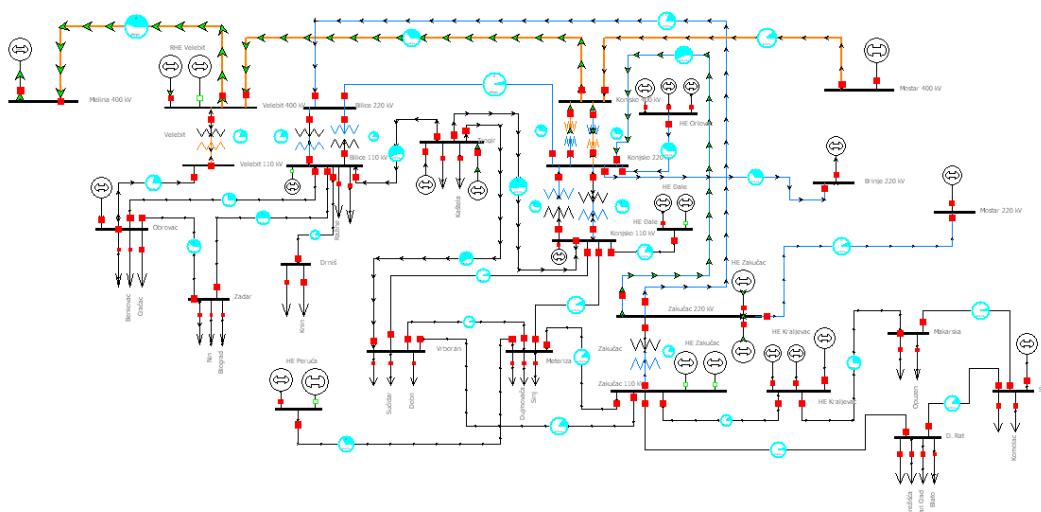 RHE Velebit
Melina 400 kV
Velebit 400 kV
Bilice 220 kV
Konjsko 400 kV
Mostar 400 kV
HE Orlovac
Velebit
Velebit 110 kV
Bilice 110 kV
Konjsko 220
Brinje 220 kV
HE Đale
HE Đale
Mostar 220 kV
Kaštela
Obrovac
Konjsko 110 kV
Drniš
HE Zakučac
Benkovac
Gračac
Zadar
Knin
Zakučac 220 kV
HE Kraljevac
Makarska
Nin
Biograd
HE Peruća
Vrboran
Meterize
Zakučac
HE Zakučac
Zakučac 110 kV
HE Kraljevac
Sućidar
Dobri
Dujmovača
Sinj
Opuzen
S
Komolac
D. Rat
Blato